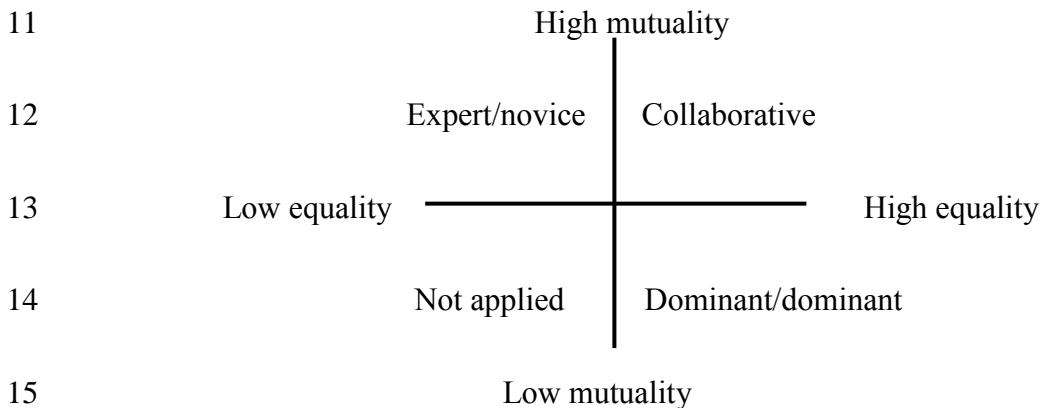 11 High mutuality
12 Expert/novice Collaborative
13 Low equality High equality
14 Not applied Dominant/dominant
15 Low mutuality